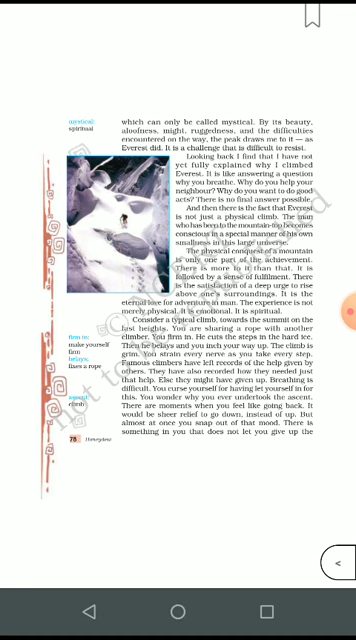 mystical:
spiritual
which can only be called mystical. By its beauty,
aloofness, might, ruggedness, and the difficulties
encountered on the way, the peak draws me to it — as
Everest did. It is a challenge that is difficult to resist.
Looking back I find that I have not
yet fully explained why I climbed
Everest. It is like answering a question
why you breathe. Why do you help your
neighbour? Why do you want to do good
acts? There is no final answer possible.
And then there is the fact that Everest
is not just a physical climb. The man
who has been to the mountain-top becomes
conscious in a special manner of his own
smallness in this large universe.
The physical conquest of a mountain
is only one part of the achievement.
There is more to it than that. It is
followed by a sense of fulfilment. There
is the satisfaction of a deep urge to rise
above one's surroundings. It is the
eternal love for adventure in man. The experience is not
merely physical. It is emotional. It is spiritual.
Consider a typical climb, towards the summit on the
last heights. You are sharing a rope with another
firm in:
make yourself
firm
belays:
fixes a rope
climber. You firm in. He cuts the steps in the hard ice.
Then he belays and you inch your way up. The climb is
grim. You strain every nerve as you take every step.
Famous climbers have left records of the help given by
others. They have also recorded how they needed just
that help. Else they might have given up. Breathing is
difficult. You curse yourself for having let yourself in for
ascent:
climb
this. You wonder why you ever undertook the ascent.
There are moments when you feel like going back. It
would be sheer relief to go down, instead of up. But
almost at once you snap out of that mood. There is
something in you that does not let you give up the
78 Honeydew
not to be republished